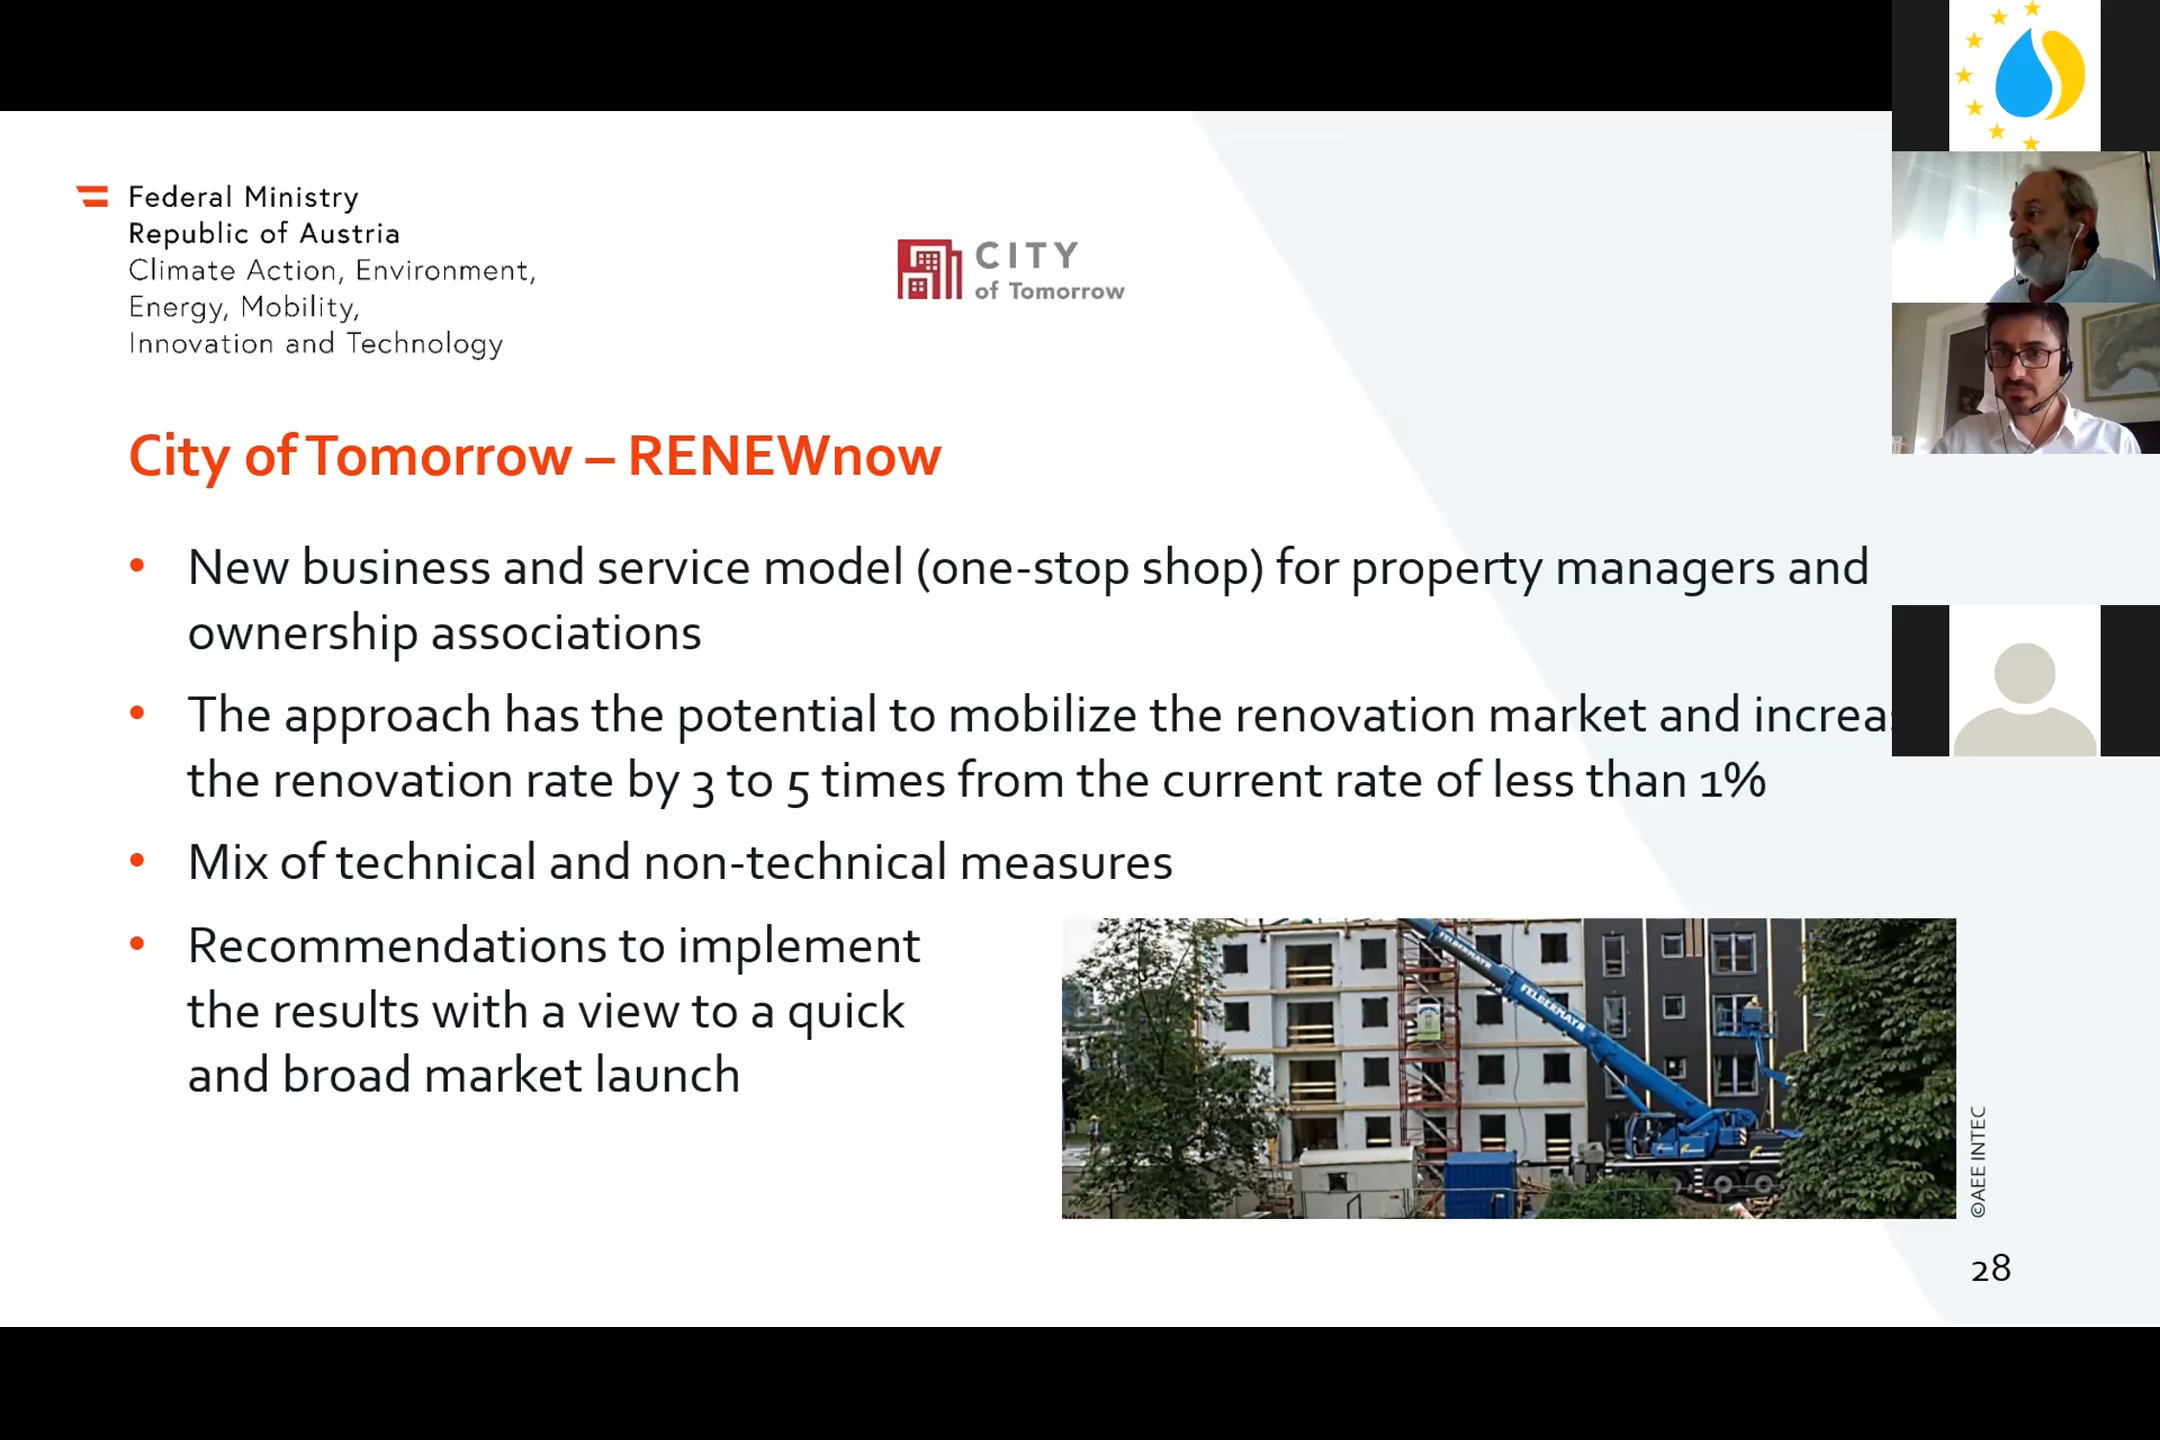 Federal Ministry
Republic of Austria
Climate Action, Environment,
Energy, Mobility,
Innovation and Technology
CITY
of Tomorrow
City of Tomorrow – RENEWnow
• New business and service model (one-stop shop) for property managers and
ownership associations
• The approach has the potential to mobilize the renovation market and increas
the renovation rate by 3 to 5 times from the current rate of less than 1%
• Mix of technical and non-technical measures
• Recommendations to implement
the results with a view to a quick
and broad market launch
FELBERMAYR
FELBERMAYR
©AEE INTEC
28